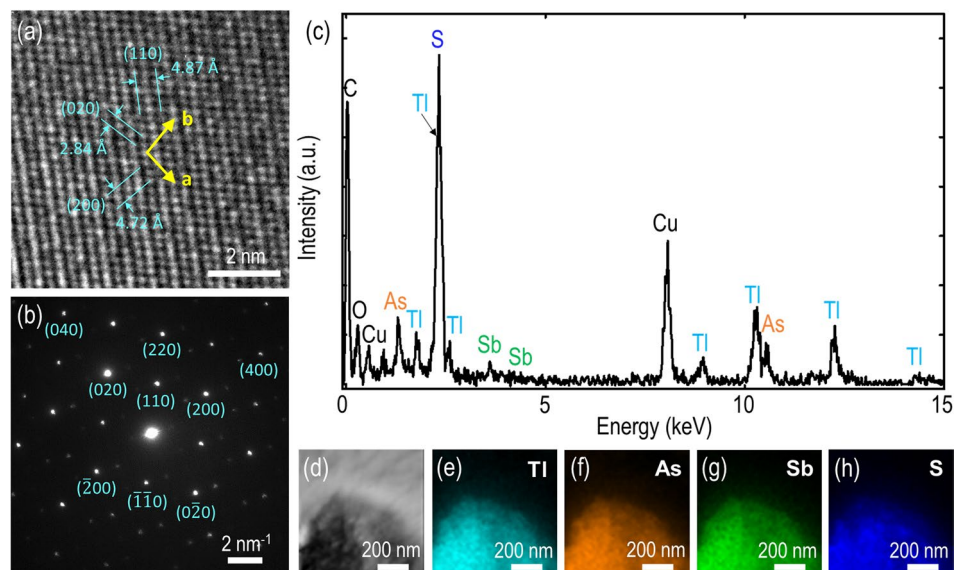 (a)
(110)
4.87 Å
(020)
b
2.84 Å
a
(200)
4.72 Å
2 nm
(b)
(040)
(220)
(400)
(020)
(110)
(200)
(2̅00)
(1̅1̅0)
(02̅0)
2 nm⁻¹
(c)
S
C
Tl
Cu
O
Cu
As
Tl
Tl
Sb
Sb
Tl
Tl
As
Tl
Tl
Intensity (a.u.)
0
5
10
15
Energy (keV)
(d)
200 nm
(e)
Tl
200 nm
(f)
As
200 nm
(g)
Sb
200 nm
(h)
S
200 nm